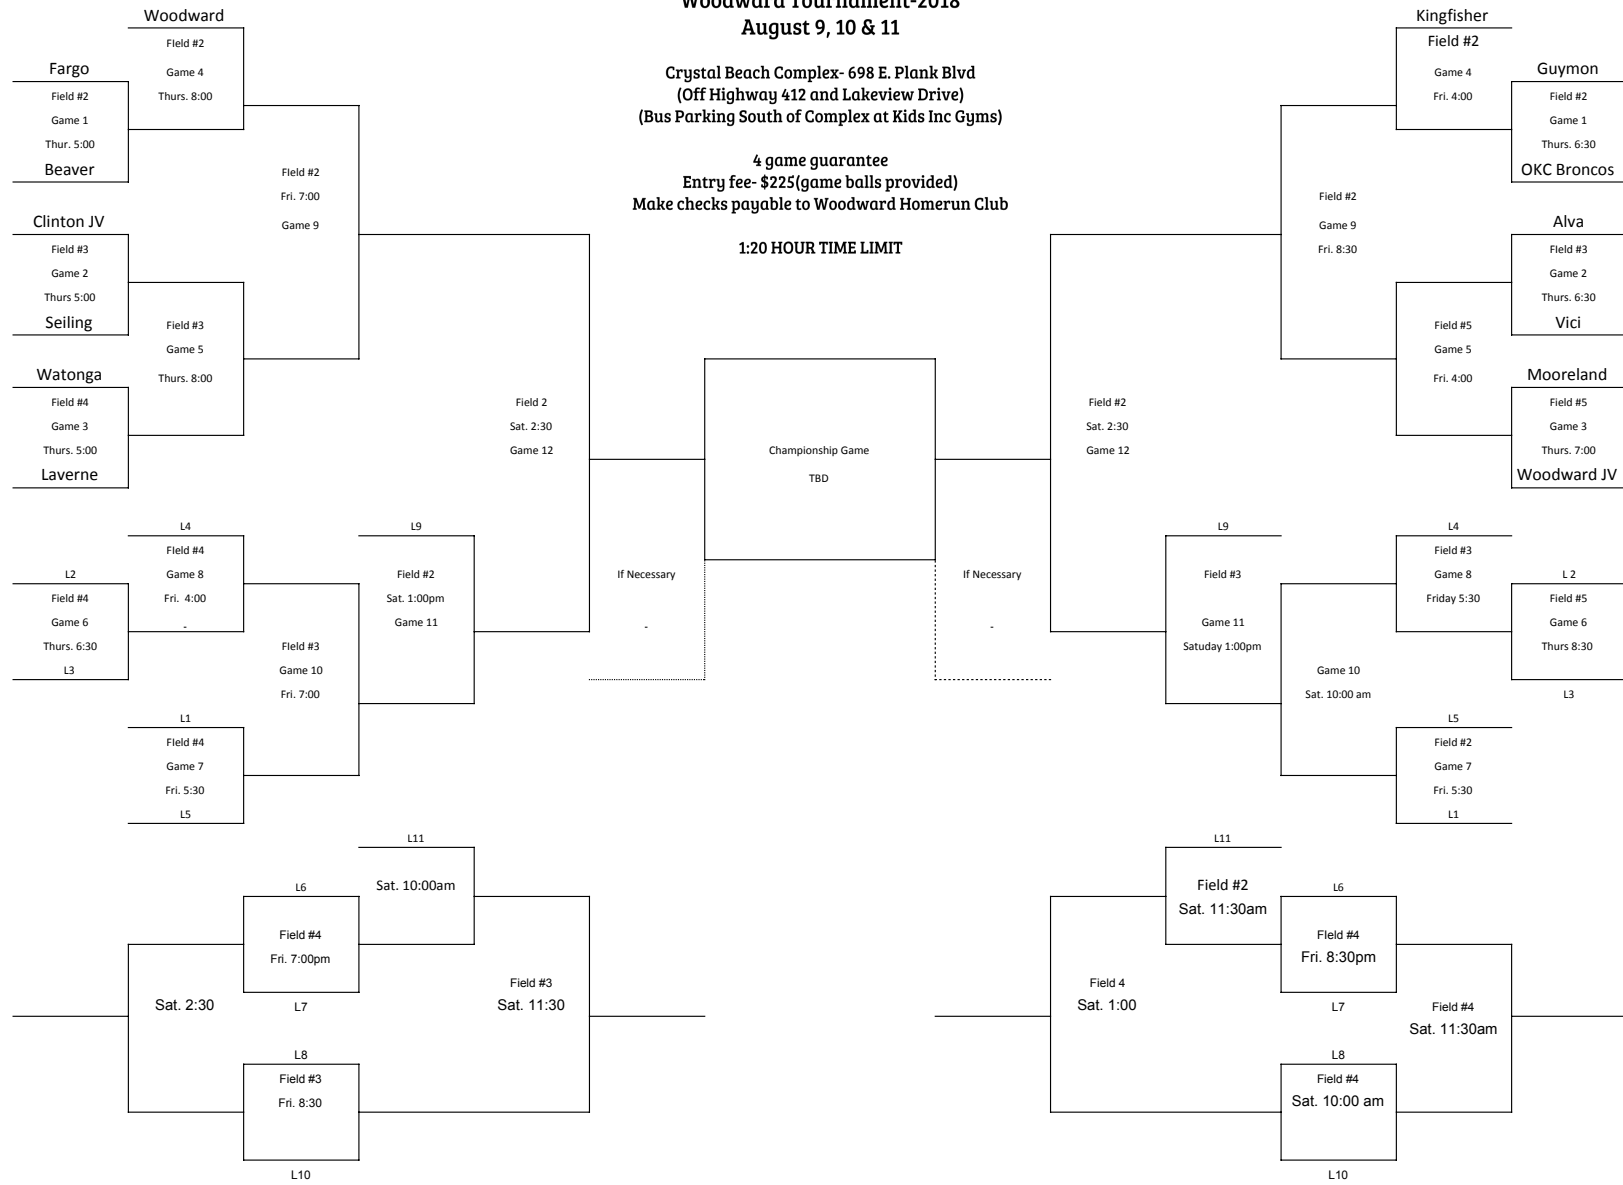 Woodward Tournament-2018
August 9, 10 & 11
Crystal Beach Complex- 698 E. Plank Blvd
(Off Highway 412 and Lakeview Drive)
(Bus Parking South of Complex at Kids Inc Gyms)
4 game guarantee
Entry fee- $225(game balls provided)
Make checks payable to Woodward Homerun Club
1:20 HOUR TIME LIMIT
Woodward
FIeld #2
Game 4
Thurs. 8:00
Fargo
Field #2
Game 1
Thur. 5:00
Beaver
FIeld #2
Fri. 7:00
Game 9
Clinton JV
Field #3
Game 2
Thurs 5:00
Seiling
Field #3
Game 5
Thurs. 8:00
Watonga
Field #4
Game 3
Thurs. 5:00
Laverne
Field 2
Sat. 2:30
Game 12
L4
FIeld #4
Game 8
Fri. 4:00
-
L2
Field #4
Game 6
Thurs. 6:30
L3
L9
Field #2
Sat. 1:00pm
Game 11
Field #3
Game 10
Fri. 7:00
L1
FIeld #4
Game 7
Fri. 5:30
L5
If Necessary
-
Championship Game
TBD
If Necessary
-
L11
Sat. 10:00am
L6
Field #4
Fri. 7:00pm
L7
Sat. 2:30
Field #3
Sat. 11:30
L8
Field #3
Fri. 8:30
L10
Kingfisher
Field #2
Game 4
Fri. 4:00
Guymon
Field #2
Game 1
Thurs. 6:30
OKC Broncos
Field #2
Game 9
Fri. 8:30
Alva
FIeld #3
Game 2
Thurs. 6:30
Vici
Field #5
Game 5
Fri. 4:00
Mooreland
Field #5
Game 3
Thurs. 7:00
Woodward JV
Field #2
Sat. 2:30
Game 12
L9
Field #3
Game 11
Satuday 1:00pm
L4
Field #3
Game 8
Friday 5:30
L 2
Field #5
Game 6
Thurs 8:30
L3
Game 10
Sat. 10:00 am
L5
Field #2
Game 7
Fri. 5:30
L1
L11
Field #2
Sat. 11:30am
L6
FIeld #4
Fri. 8:30pm
L7
Field 4
Sat. 1:00
Field #4
Sat. 11:30am
L8
Field #4
Sat. 10:00 am
L10